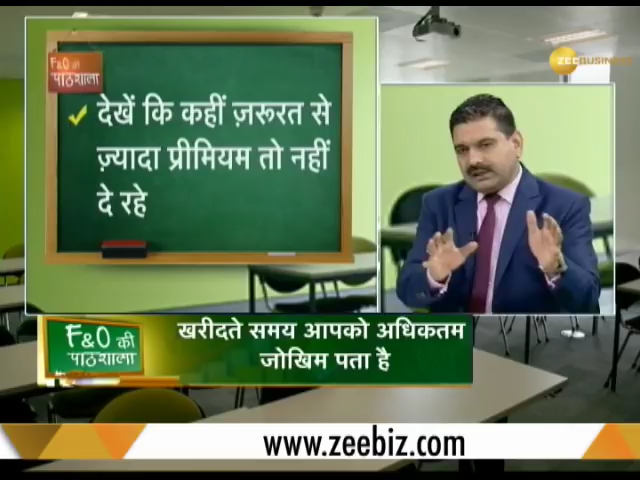 F&O की
पाठशाला
ZEE BUSINESS
देखें कि कहीं ज़रूरत से
ज़्यादा प्रीमियम तो नहीं
दे रहे
F&O की
पाठशाला
खरीदते समय आपको अधिकतम
जोखिम पता है
www.zeebiz.com